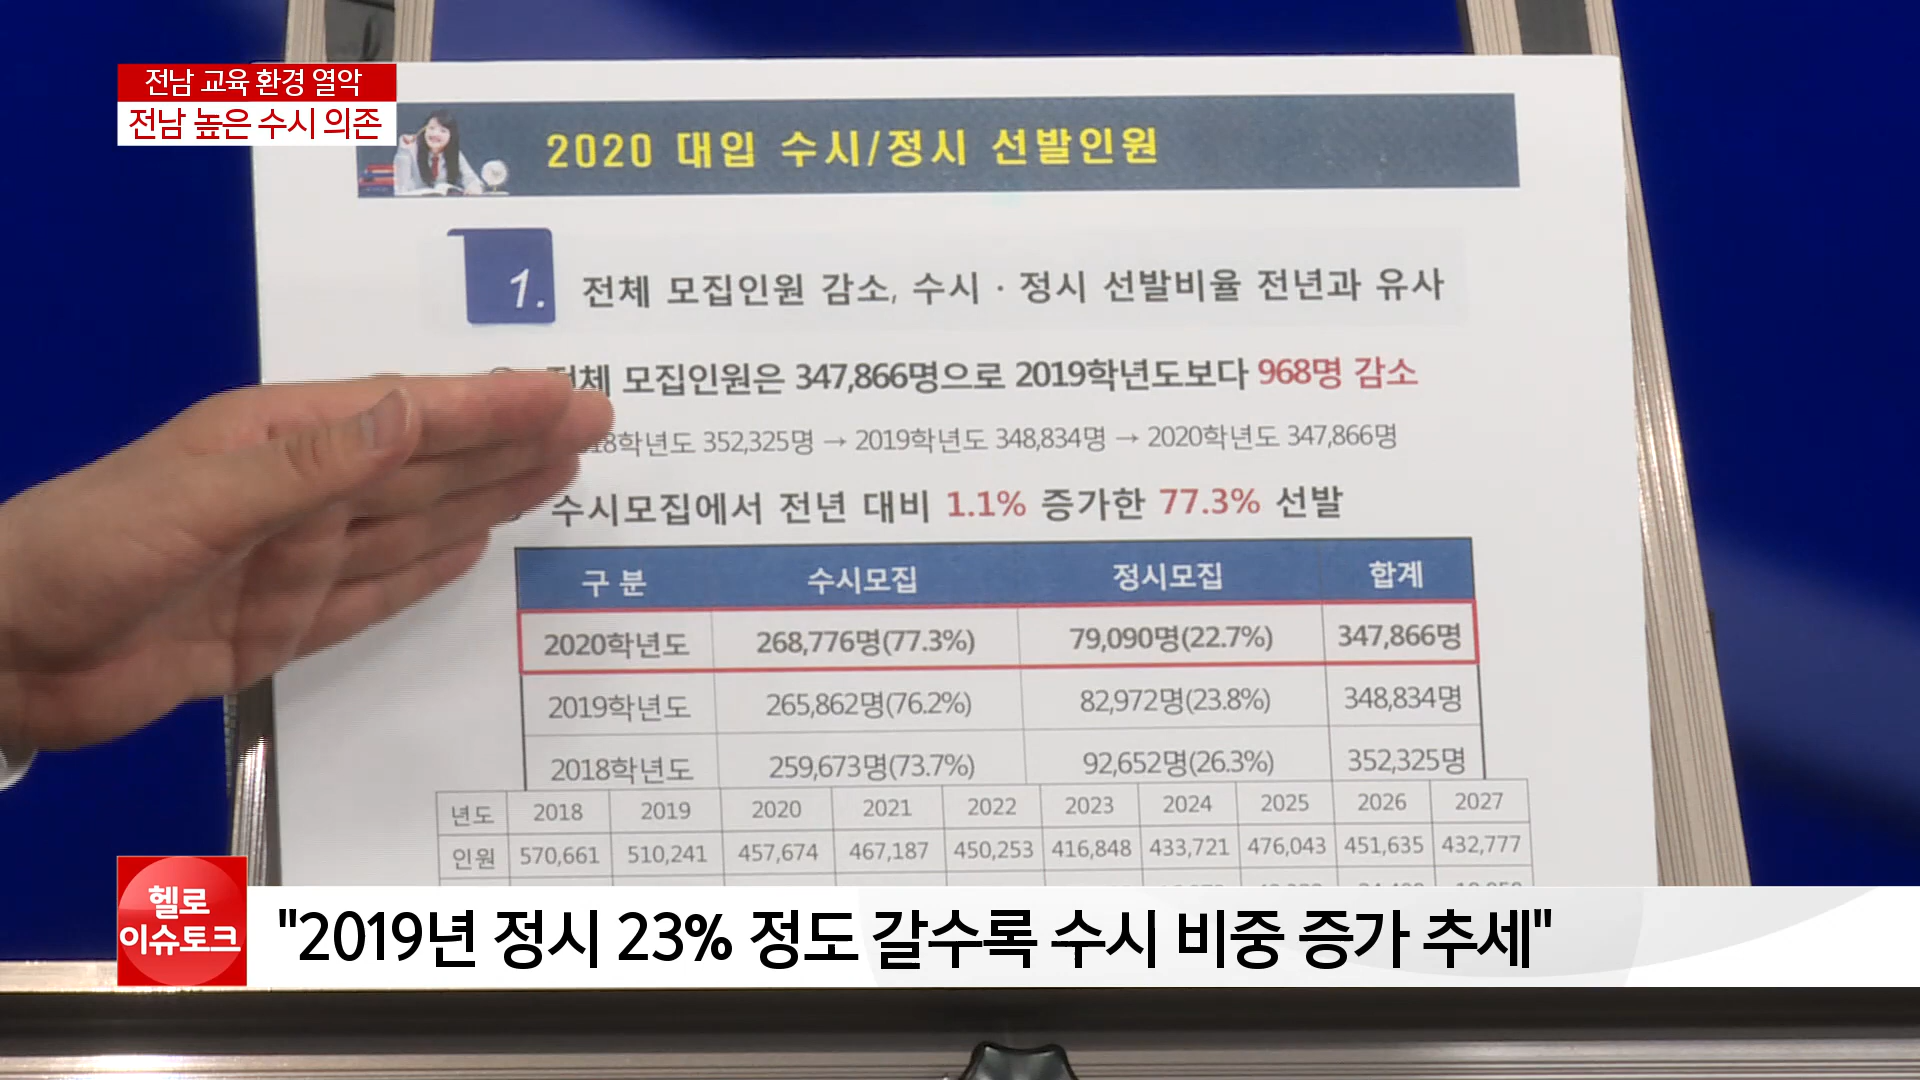 전남 교육 환경 열악
전남 높은 수시 의존
2020 대입 수시/정시 선발인원
1. 전체 모집인원 감소, 수시 · 정시 선발비율 전년과 유사
전체 모집인원은 347,866명으로 2019학년도보다 968명 감소
학년도 352,325명 → 2019학년도 348,834명 → 2020학년도 347,866명
수시모집에서 전년 대비 1.1% 증가한 77.3% 선발
구 분 수시모집 정시모집 합계
2020학년도 268,776명(77.3%) 79,090명(22.7%) 347,866명
2019학년도 265,862명(76.2%) 82,972명(23.8%) 348,834명
2018학년도 259,673명(73.7%) 92,652명(26.3%) 352,325명
년도 2018 2019 2020 2021 2022 2023 2024 2025 2026 2027
인원 570,661 510,241 457,674 467,187 450,253 416,848 433,721 476,043 451,635 432,777
헬로
이슈토크
"2019년 정시 23% 정도 갈수록 수시 비중 증가 추세"